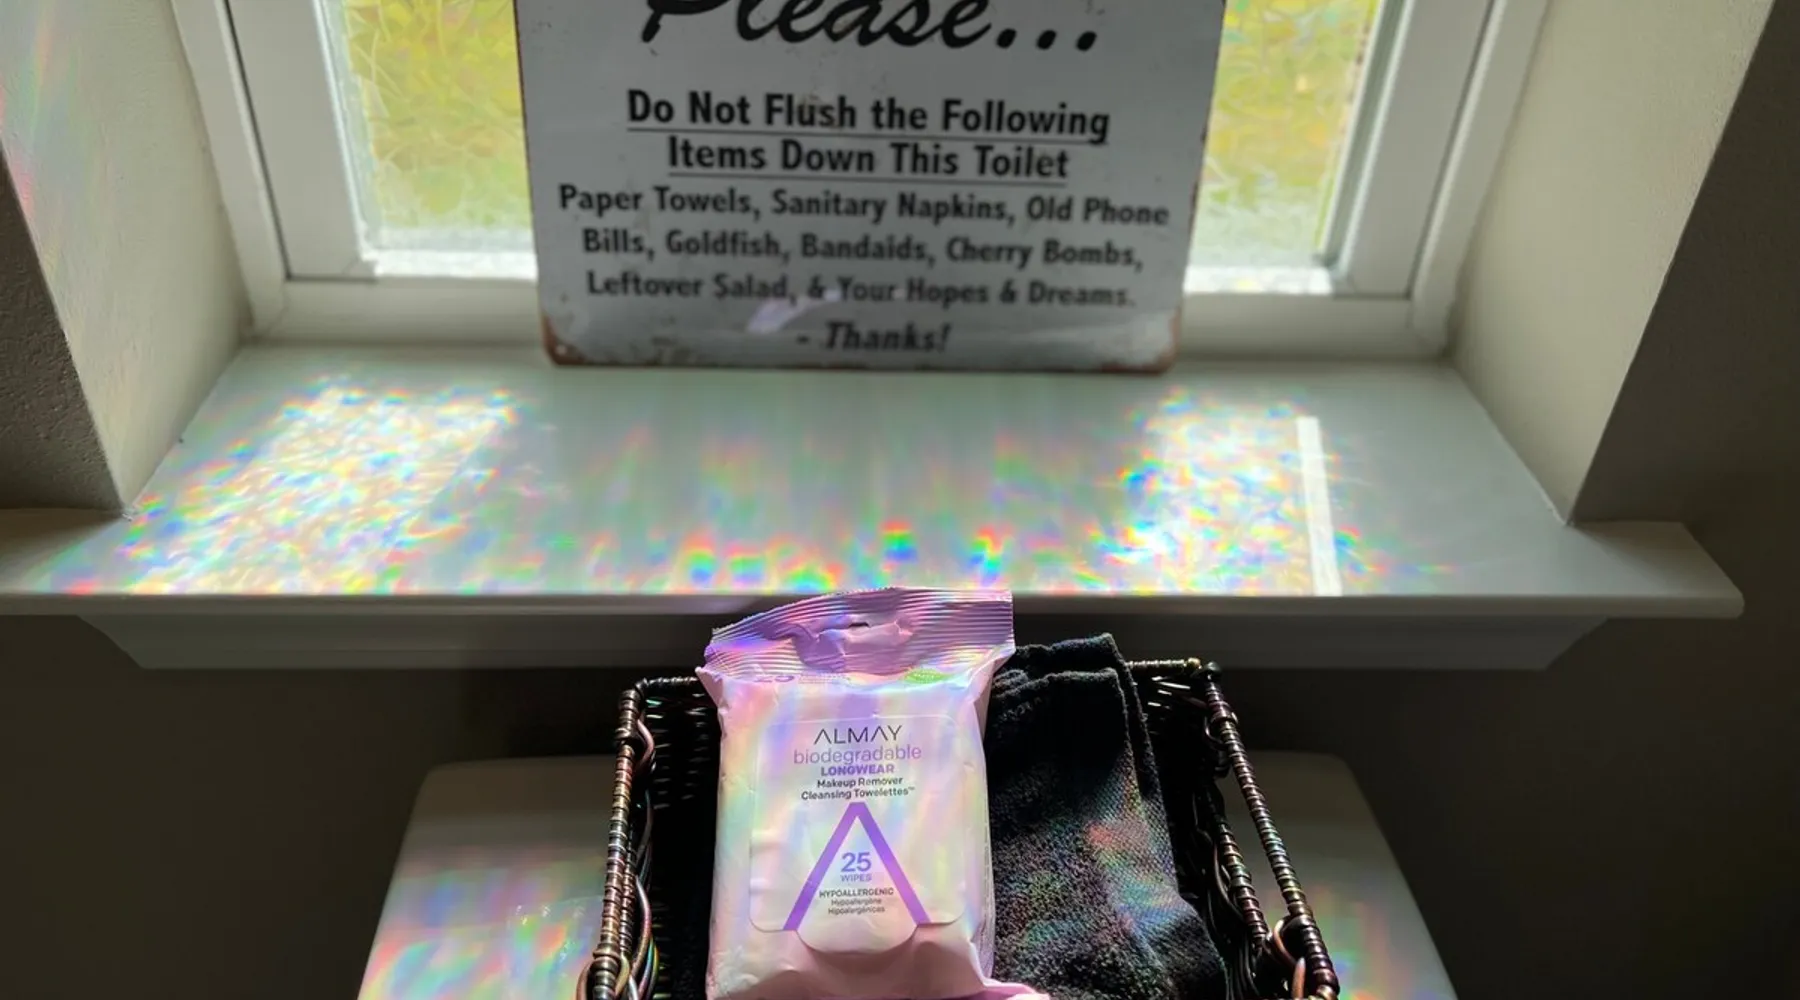 Please...
Do Not Flush the Following
Items Down This Toilet
Paper Towels, Sanitary Napkins, Old Phone
Bills, Goldfish, Bandaids, Cherry Bombs,
Leftover Salad, & Your Hopes & Dreams.
- Thanks!
25
ALMAY
biodegradable
LONGWEAR
Makeup Remover
Cleansing Towelettes™
25
WIPES
HYPOALLERGENIC
Hypoallergène
Hipoalergénicas